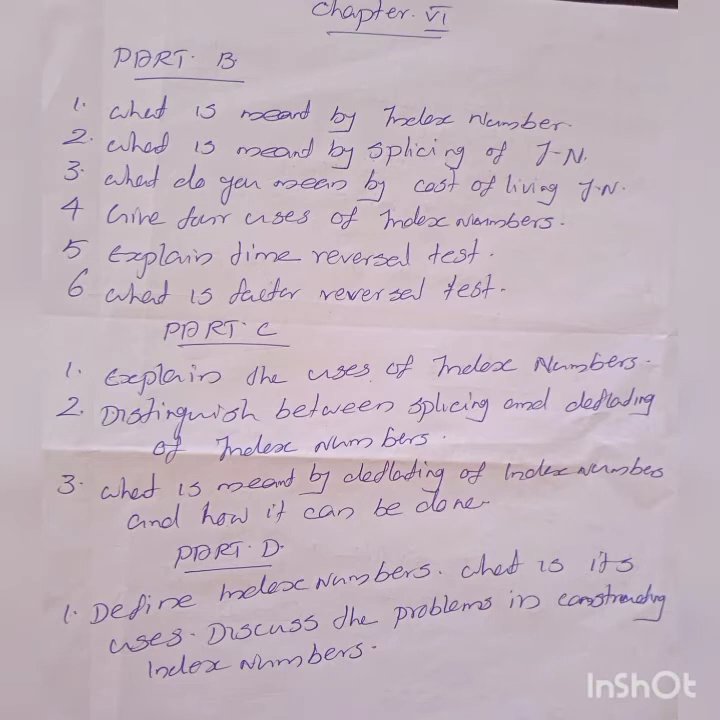 Chapter. VI
PART. B.
1. What is meant by Index Number.
2. What is meant by splicing of I-N.
3. What do you mean by cost of living I.N.
4 Give four uses of Index Numbers.
5 Explain time reversal test.
6 What is factor reversal test.
PART. C
1. Explain the uses of Index Numbers.
2. Distinguish between splicing and deflating
of Index numbers.
3. What is meant by deflating of Index number
and how it can be done.
PART. D.
1. Define Index Numbers. What is its
uses. Discuss the problems in constructing
Index Numbers.
InShOt